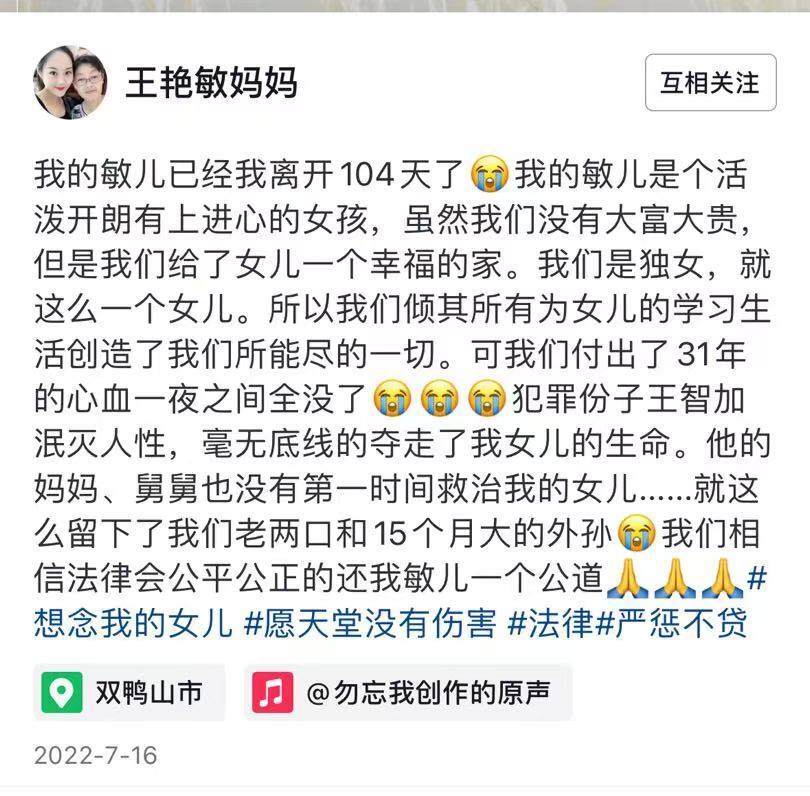 王艳敏妈妈
互相关注
我的敏儿已经我离开104天了😭我的敏儿是个活
泼开朗有上进心的女孩，虽然我们没有大富大贵，
但是我们给了女儿一个幸福的家。我们是独女，就
这么一个女儿。所以我们倾其所有为女儿的学习生
活创造了我们所能尽的一切。可我们付出了31年
的心血一夜之间全没了😭😭😭犯罪份子王智加
泯灭人性，毫无底线的夺走了我女儿的生命。他的
妈妈、舅舅也没有第一时间救治我的女儿……就这
么留下了我们老两口和15个月大的外孙😭我们相
信法律会公平公正的还我敏儿一个公道🙏🙏🙏#
想念我的女儿 #愿天堂没有伤害 #法律#严惩不贷
双鸭山市
@勿忘我创作的原声
2022-7-16